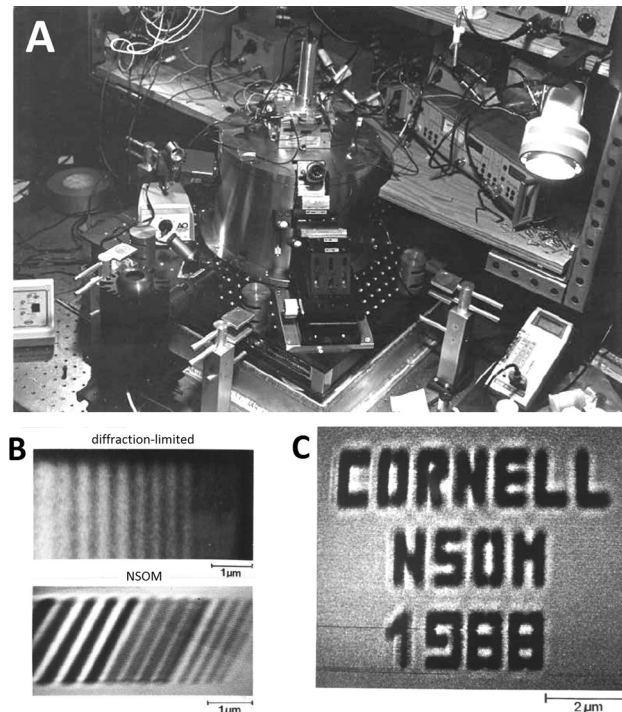 A
B
diffraction-limited
1μm
NSOM
1μm
C
CORNELL
NSOM
1988
2μm